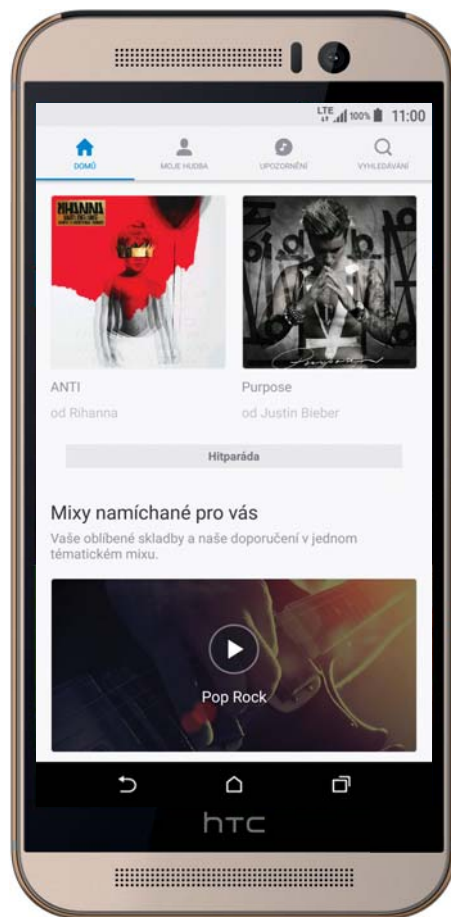 LTE 100% 11:00
DOMŮ MOJE HUDBA UPOZORNĚNÍ VYHLEDÁVÁNÍ
RIHANNA
Purpose
ANTI Purpose
od Rihanna od Justin Bieber
Hitparáda
Mixy namíchané pro vás
Vaše oblíbené skladby a naše doporučení v jednom
tématickém mixu.
Pop Rock
hTC